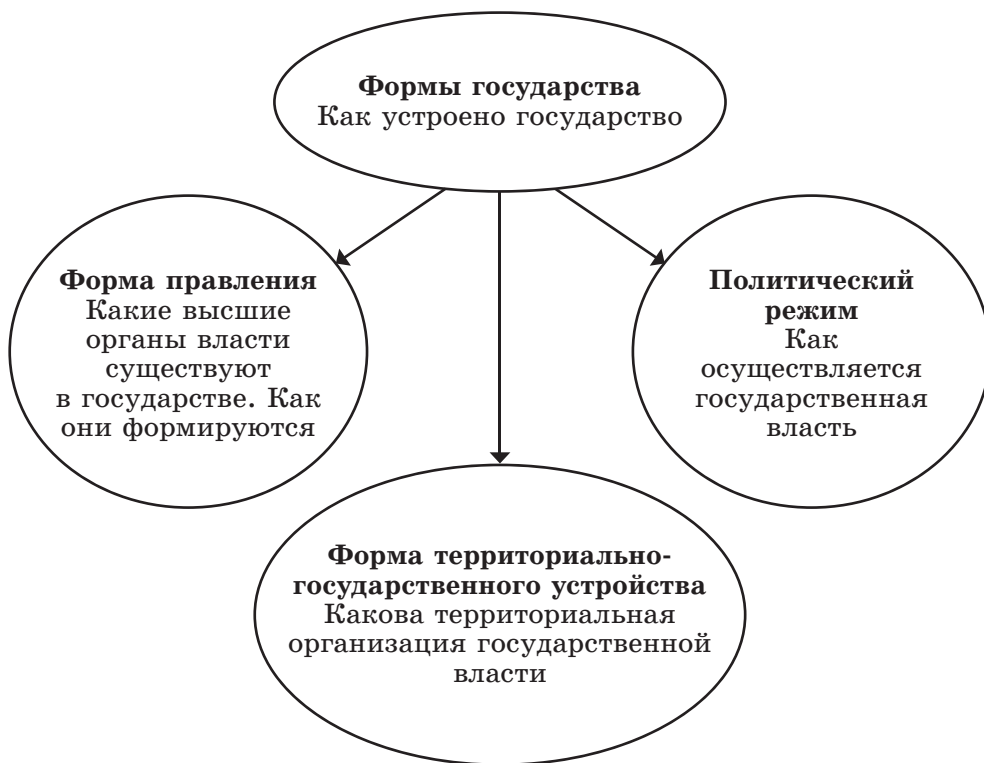 Формы государства
Как устроено государство
Форма правления
Какие высшие
органы власти
существуют
в государстве. Как
они формируются
Политический
режим
Как
осуществляется
государственная
власть
Форма территориально-
государственного устройства
Какова территориальная
организация государственной
власти